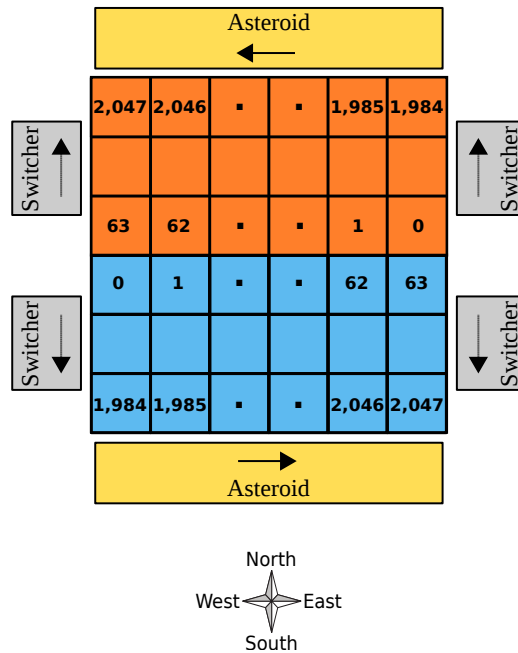 Asteroid
2,047 2,046 . . 1,985 1,984
Switcher
Switcher
63 62 . . 1 0
0 1 . . 62 63
Switcher
Switcher
1,984 1,985 . . 2,046 2,047
Asteroid
North
West East
South